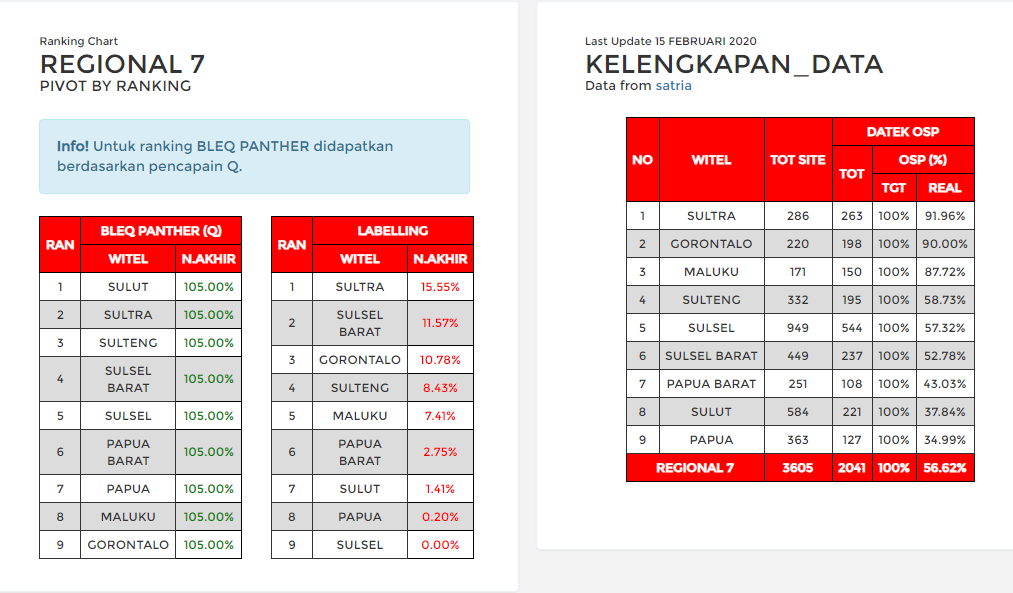 Ranking Chart
REGIONAL 7
PIVOT BY RANKING
Info! Untuk ranking BLEQ PANTHER didapatkan
berdasarkan pencapain Q.
RAN BLEQ PANTHER (Q)
WITEL N.AKHIR
1 SULUT 105.00%
2 SULTRA 105.00%
3 SULTENG 105.00%
4 SULSEL BARAT 105.00%
5 SULSEL 105.00%
6 PAPUA BARAT 105.00%
7 PAPUA 105.00%
8 MALUKU 105.00%
9 GORONTALO 105.00%
RAN LABELLING
WITEL N.AKHIR
1 SULTRA 15.55%
2 SULSEL BARAT 11.57%
3 GORONTALO 10.78%
4 SULTENG 8.43%
5 MALUKU 7.41%
6 PAPUA BARAT 2.75%
7 SULUT 1.41%
8 PAPUA 0.20%
9 SULSEL 0.00%
Last Update 15 FEBRUARI 2020
KELENGKAPAN_DATA
Data from satria
NO WITEL TOT SITE DATEK OSP
TOT OSP (%)
TGT REAL
1 SULTRA 286 263 100% 91.96%
2 GORONTALO 220 198 100% 90.00%
3 MALUKU 171 150 100% 87.72%
4 SULTENG 332 195 100% 58.73%
5 SULSEL 949 544 100% 57.32%
6 SULSEL BARAT 449 237 100% 52.78%
7 PAPUA BARAT 251 108 100% 43.03%
8 SULUT 584 221 100% 37.84%
9 PAPUA 363 127 100% 34.99%
REGIONAL 7 3605 2041 100% 56.62%